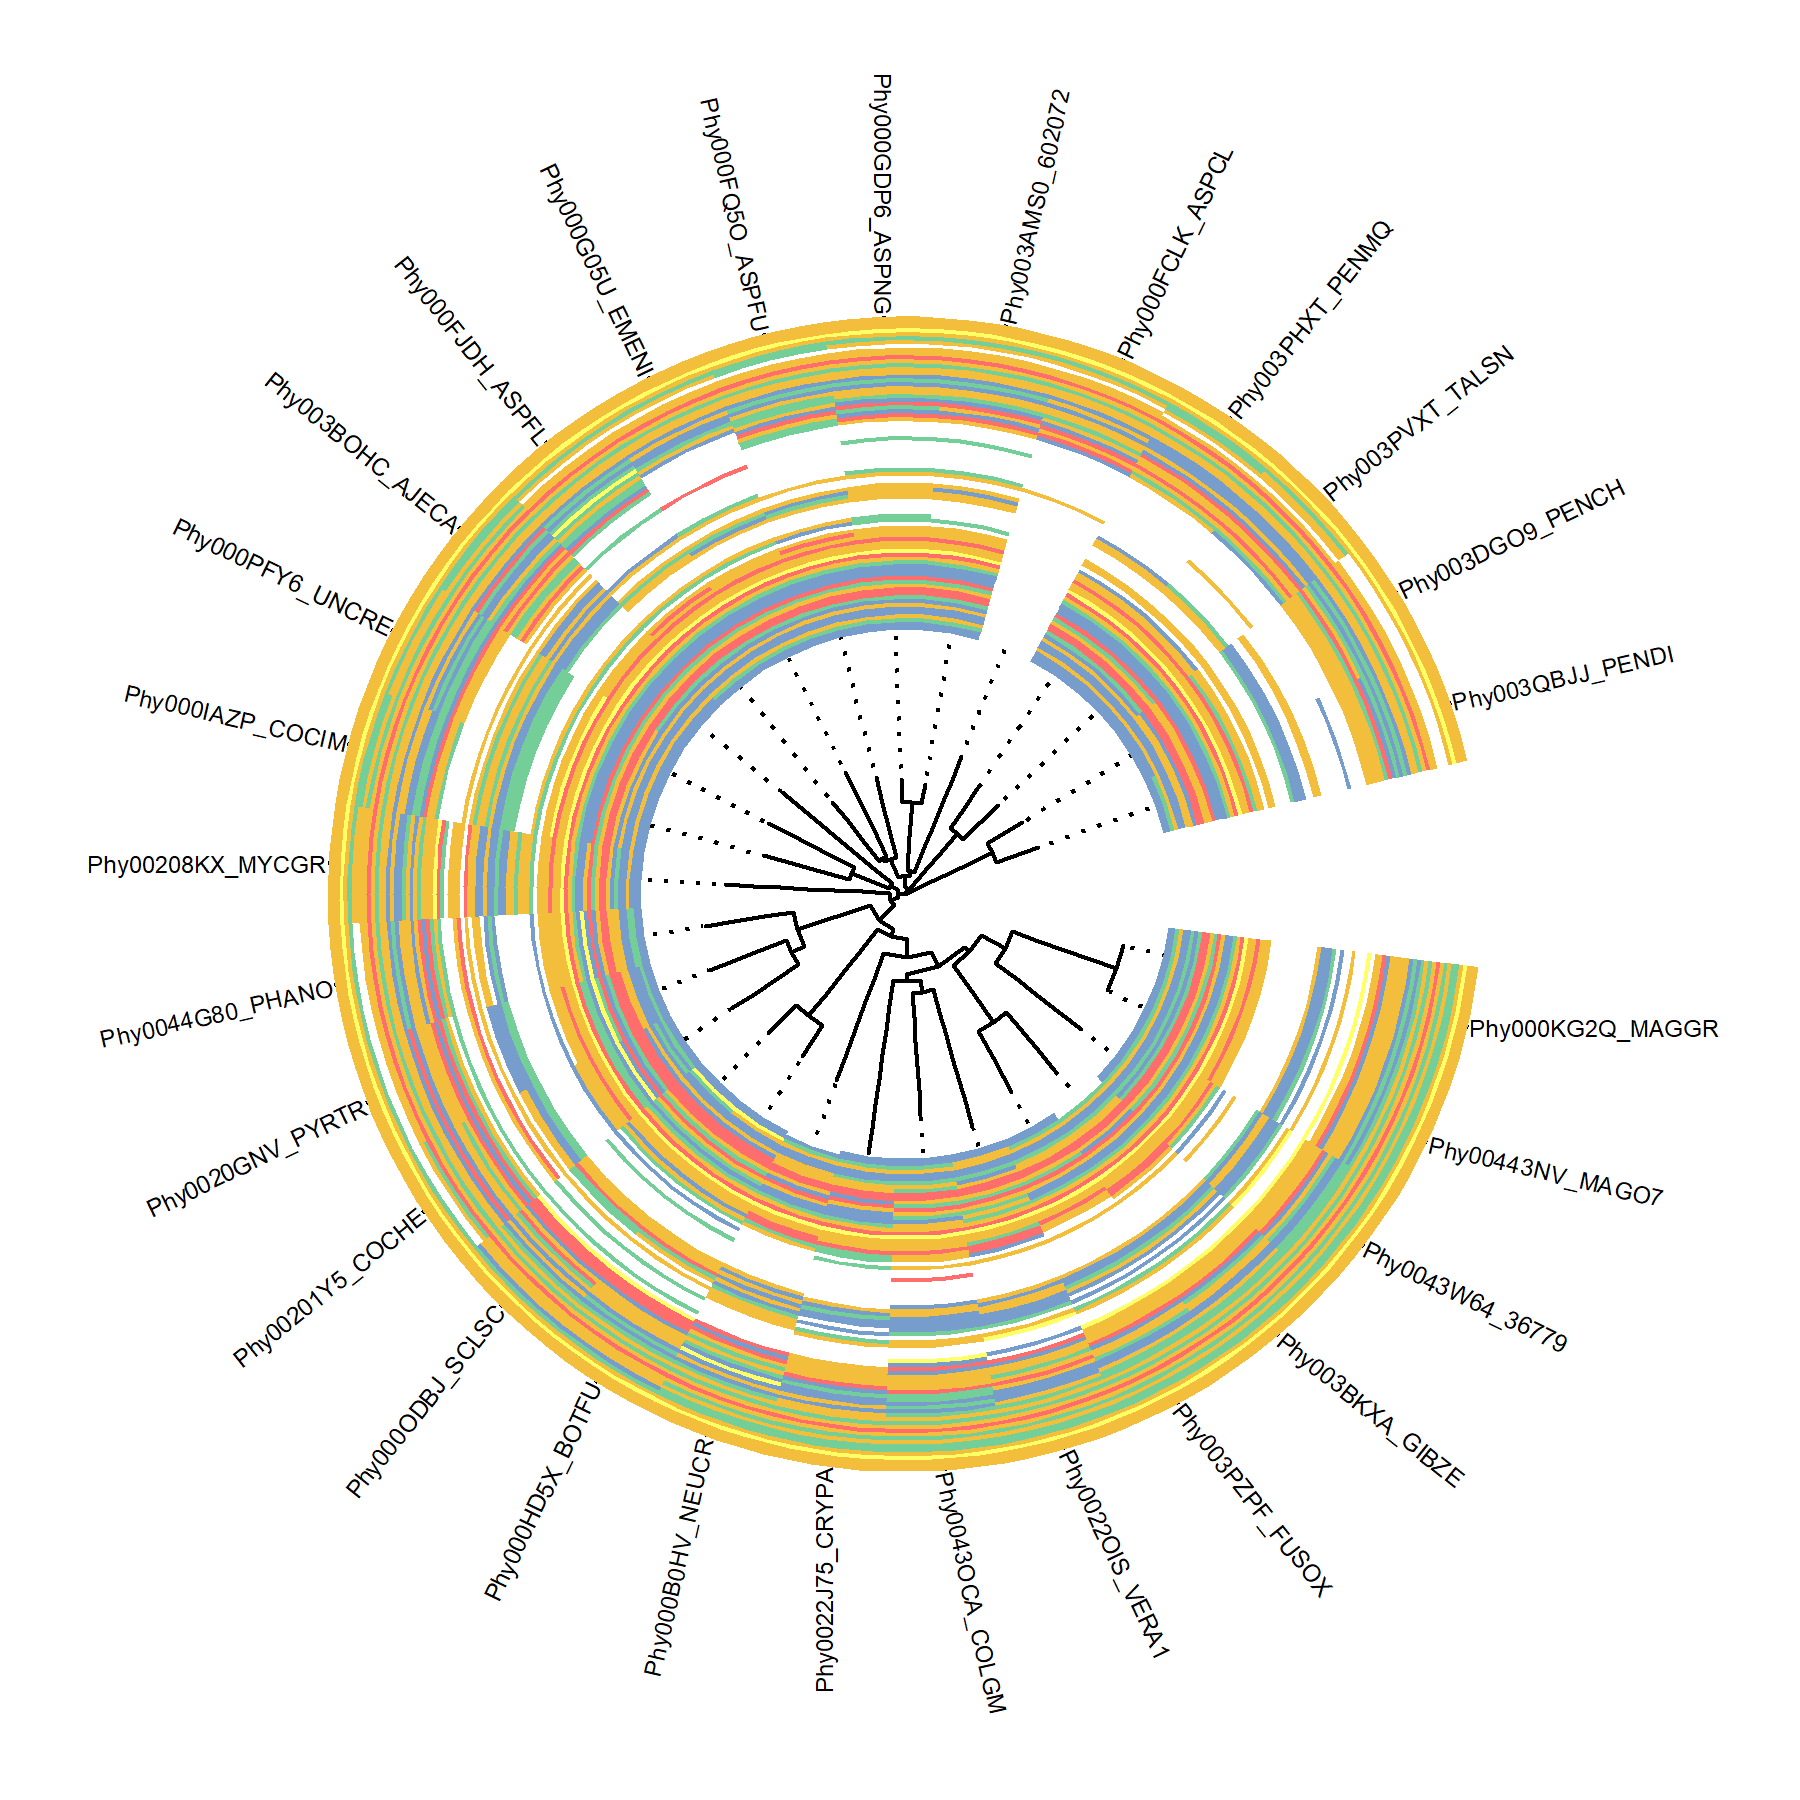 Phy000GDP6_ASPNG
Phy003AMS0_602072
Phy000FCLK_ASPCL
Phy003PHXT_PENMQ
Phy003PVXT_TALSN
Phy003DGO9_PENCH
Phy003QBJJ_PENDI
Phy000KG2Q_MAGGR
Phy00443NV_MAGO7
Phy0043W64_36779
Phy003BKXA_GIBZE
Phy003PZPF_FUSOX
Phy0022OIS_VERA1
Phy0043OCA_COLGM
Phy0022J75_CRYPA
Phy000B0HV_NEUCR
Phy000HD5X_BOTFU
Phy000ODBJ_SCLSC
Phy00201Y5_COCHE
Phy0020GNV_PYRTR
Phy0044G80_PHANO
Phy00208KX_MYCGR
Phy000IAZP_COCIM
Phy000PFY6_UNCRE
Phy003BOHC_AJECA
Phy000FJDH_ASPFL
Phy000G05U_EMENI
Phy000FQ5O_ASPFU